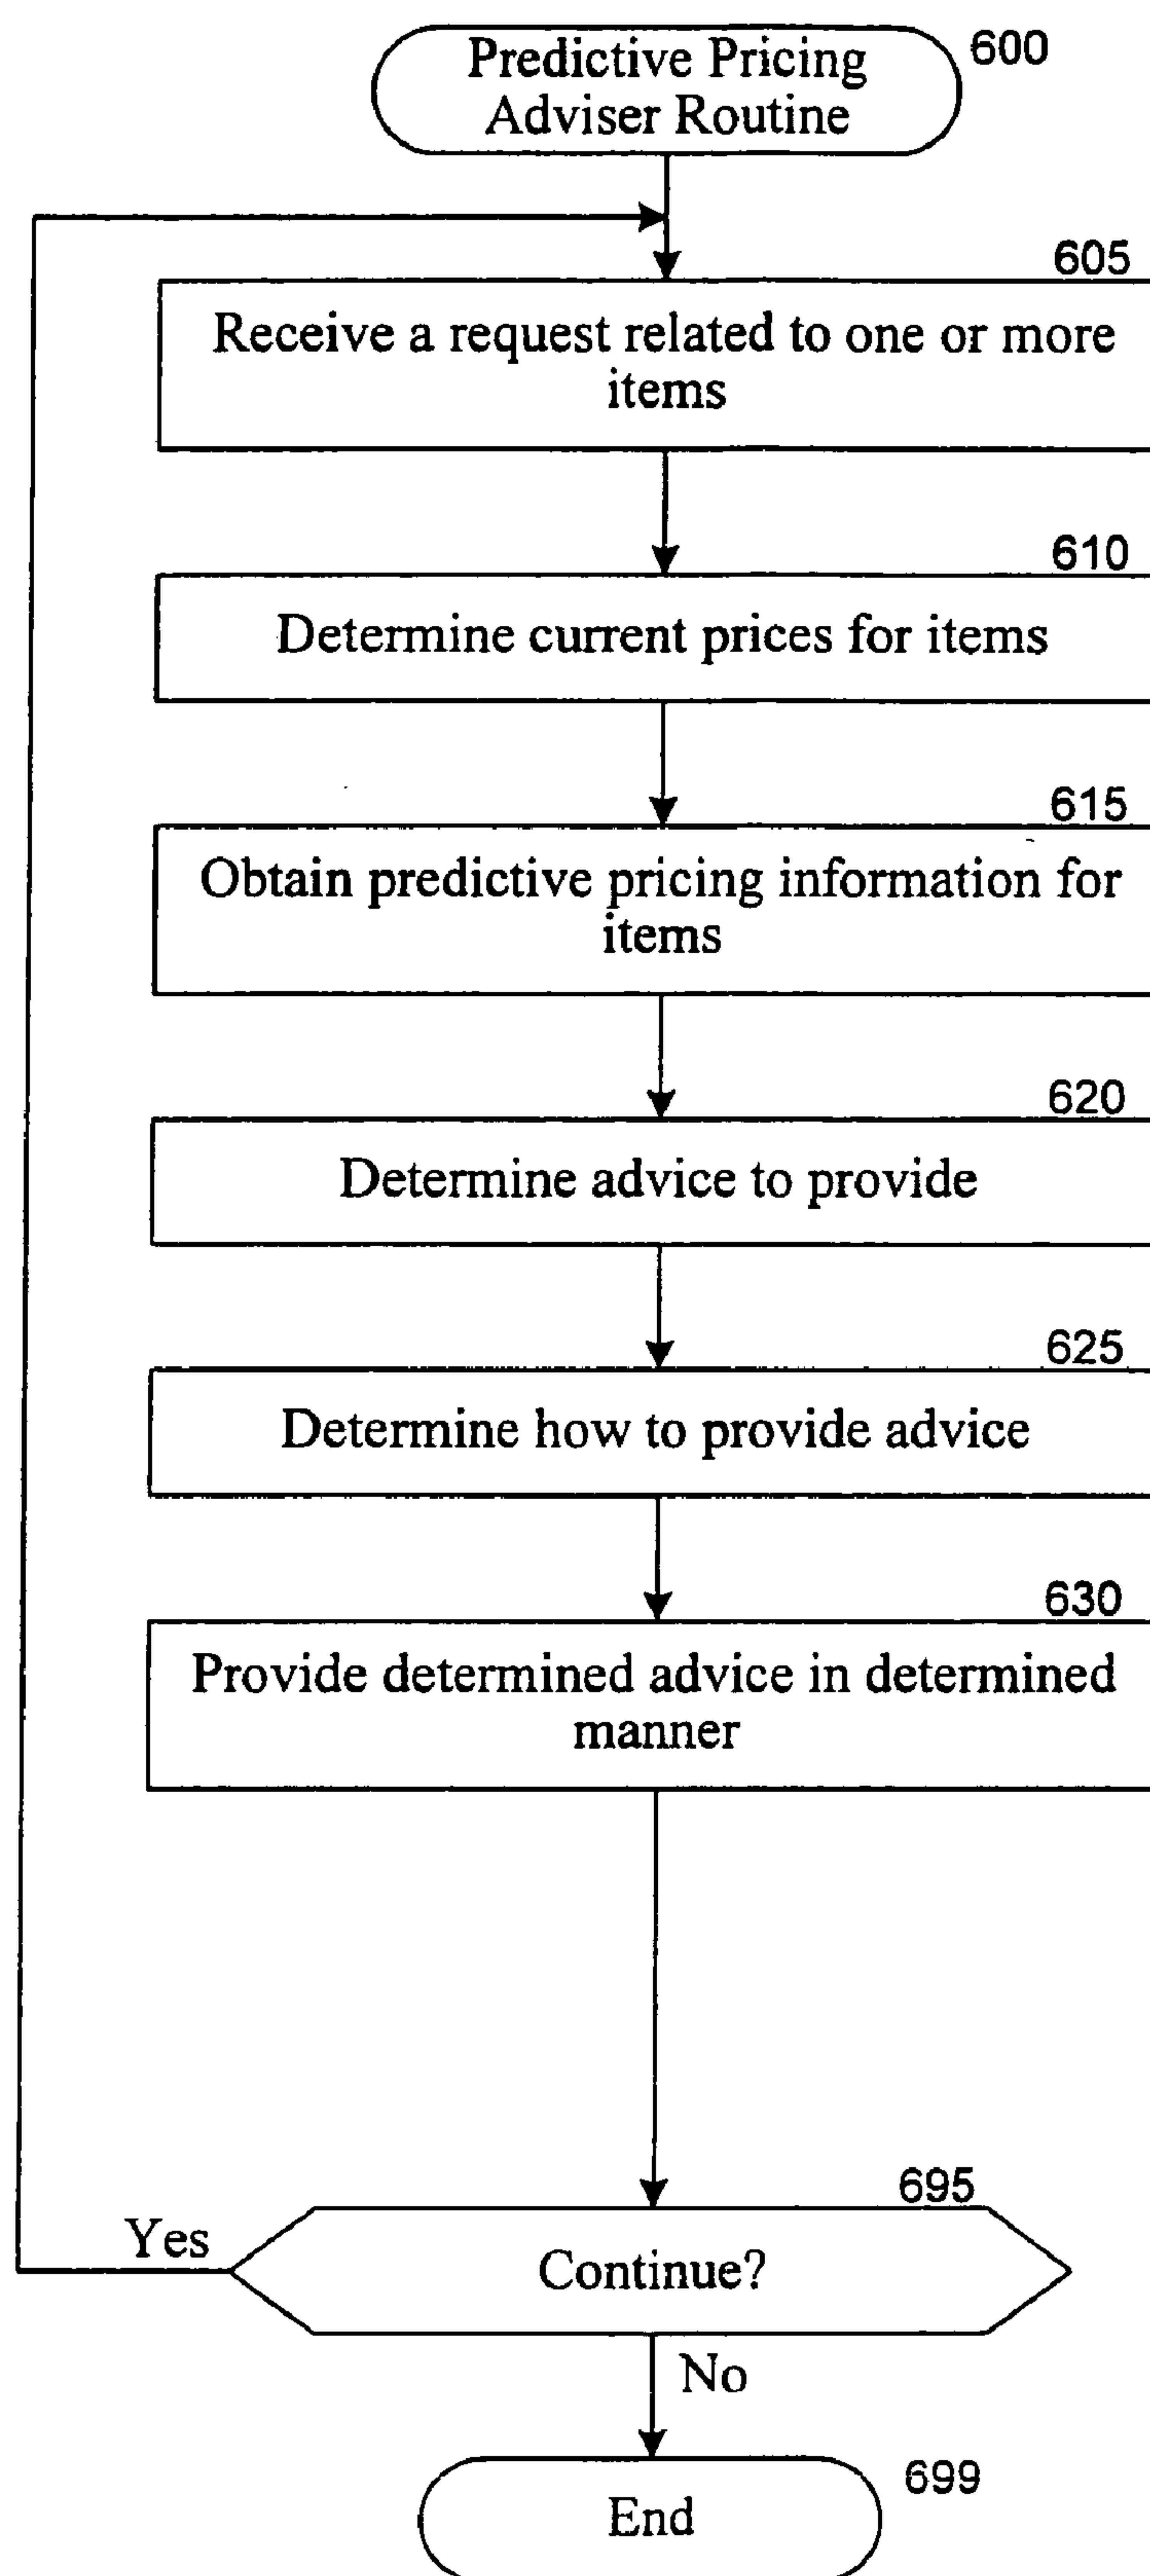 Predictive Pricing
Adviser Routine
600
605
Receive a request related to one or more
items
610
Determine current prices for items
615
Obtain predictive pricing information for
items
620
Determine advice to provide
625
Determine how to provide advice
630
Provide determined advice in determined
manner
695
Yes
Continue?
No
699
End